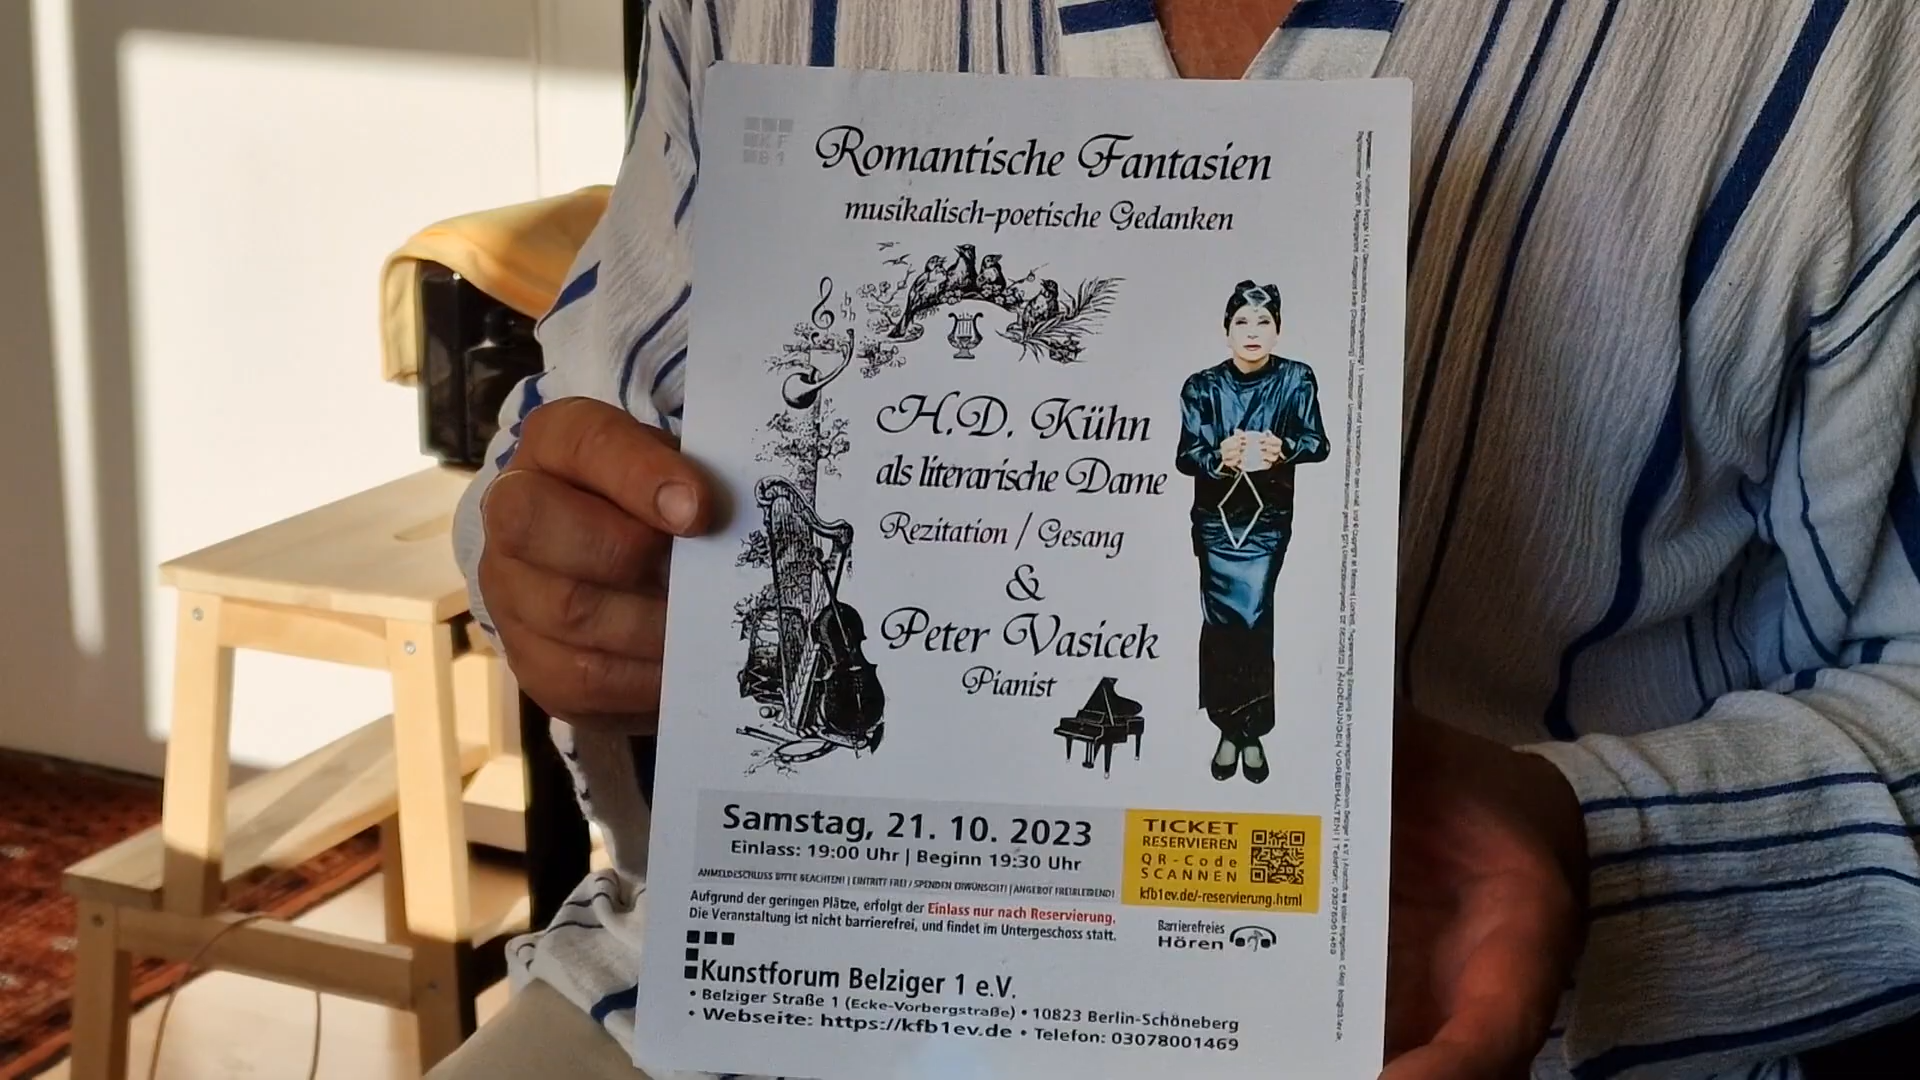 KF
B1
Romantische Fantasien
musikalisch-poetische Gedanken
H.D. Kühn
als literarische Dame
Rezitation / Gesang
&
Peter Vasicek
Pianist
Samstag, 21. 10. 2023
Einlass: 19:00 Uhr | Beginn 19:30 Uhr
ANMELDESCHLUSS BITTE BEACHTEN! | EINTRITT FREI / SPENDEN ERWÜNSCHT! | ANGEBOT FREIBLEIBEND!
TICKET
RESERVIEREN
QR-Code
SCANNEN
kfb1ev.de/-reservierung.html
Aufgrund der geringen Plätze, erfolgt der Einlass nur nach Reservierung.
Die Veranstaltung ist nicht barrierefrei, und findet im Untergeschoss statt.
Barrierefreies
Hören
Kunstforum Belziger 1 e.V.
• Belziger Straße 1 (Ecke-Vorbergstraße) • 10823 Berlin-Schöneberg
• Webseite: https://kfb1ev.de • Telefon: 03078001469
ÄNDERUNGEN VORBEHALTEN! | Telefon: 03078001469